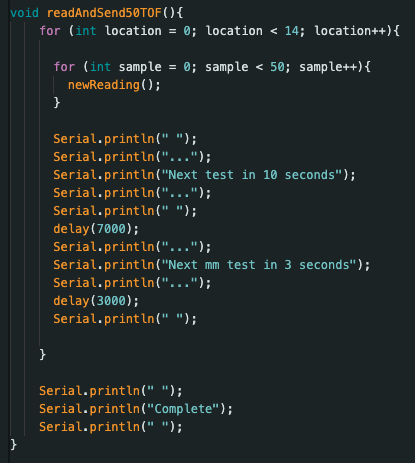 void readAndSend50TOF(){
    for (int location = 0; location < 14; location++){

      for (int sample = 0; sample < 50; sample++){
        newReading();
      }

      Serial.println(" ");
      Serial.println("...");
      Serial.println("Next test in 10 seconds");
      Serial.println("...");
      Serial.println(" ");
      delay(7000);
      Serial.println("...");
      Serial.println("Next mm test in 3 seconds");
      Serial.println("...");
      delay(3000);
      Serial.println(" ");

    }

    Serial.println(" ");
    Serial.println("Complete");
    Serial.println(" ");
}